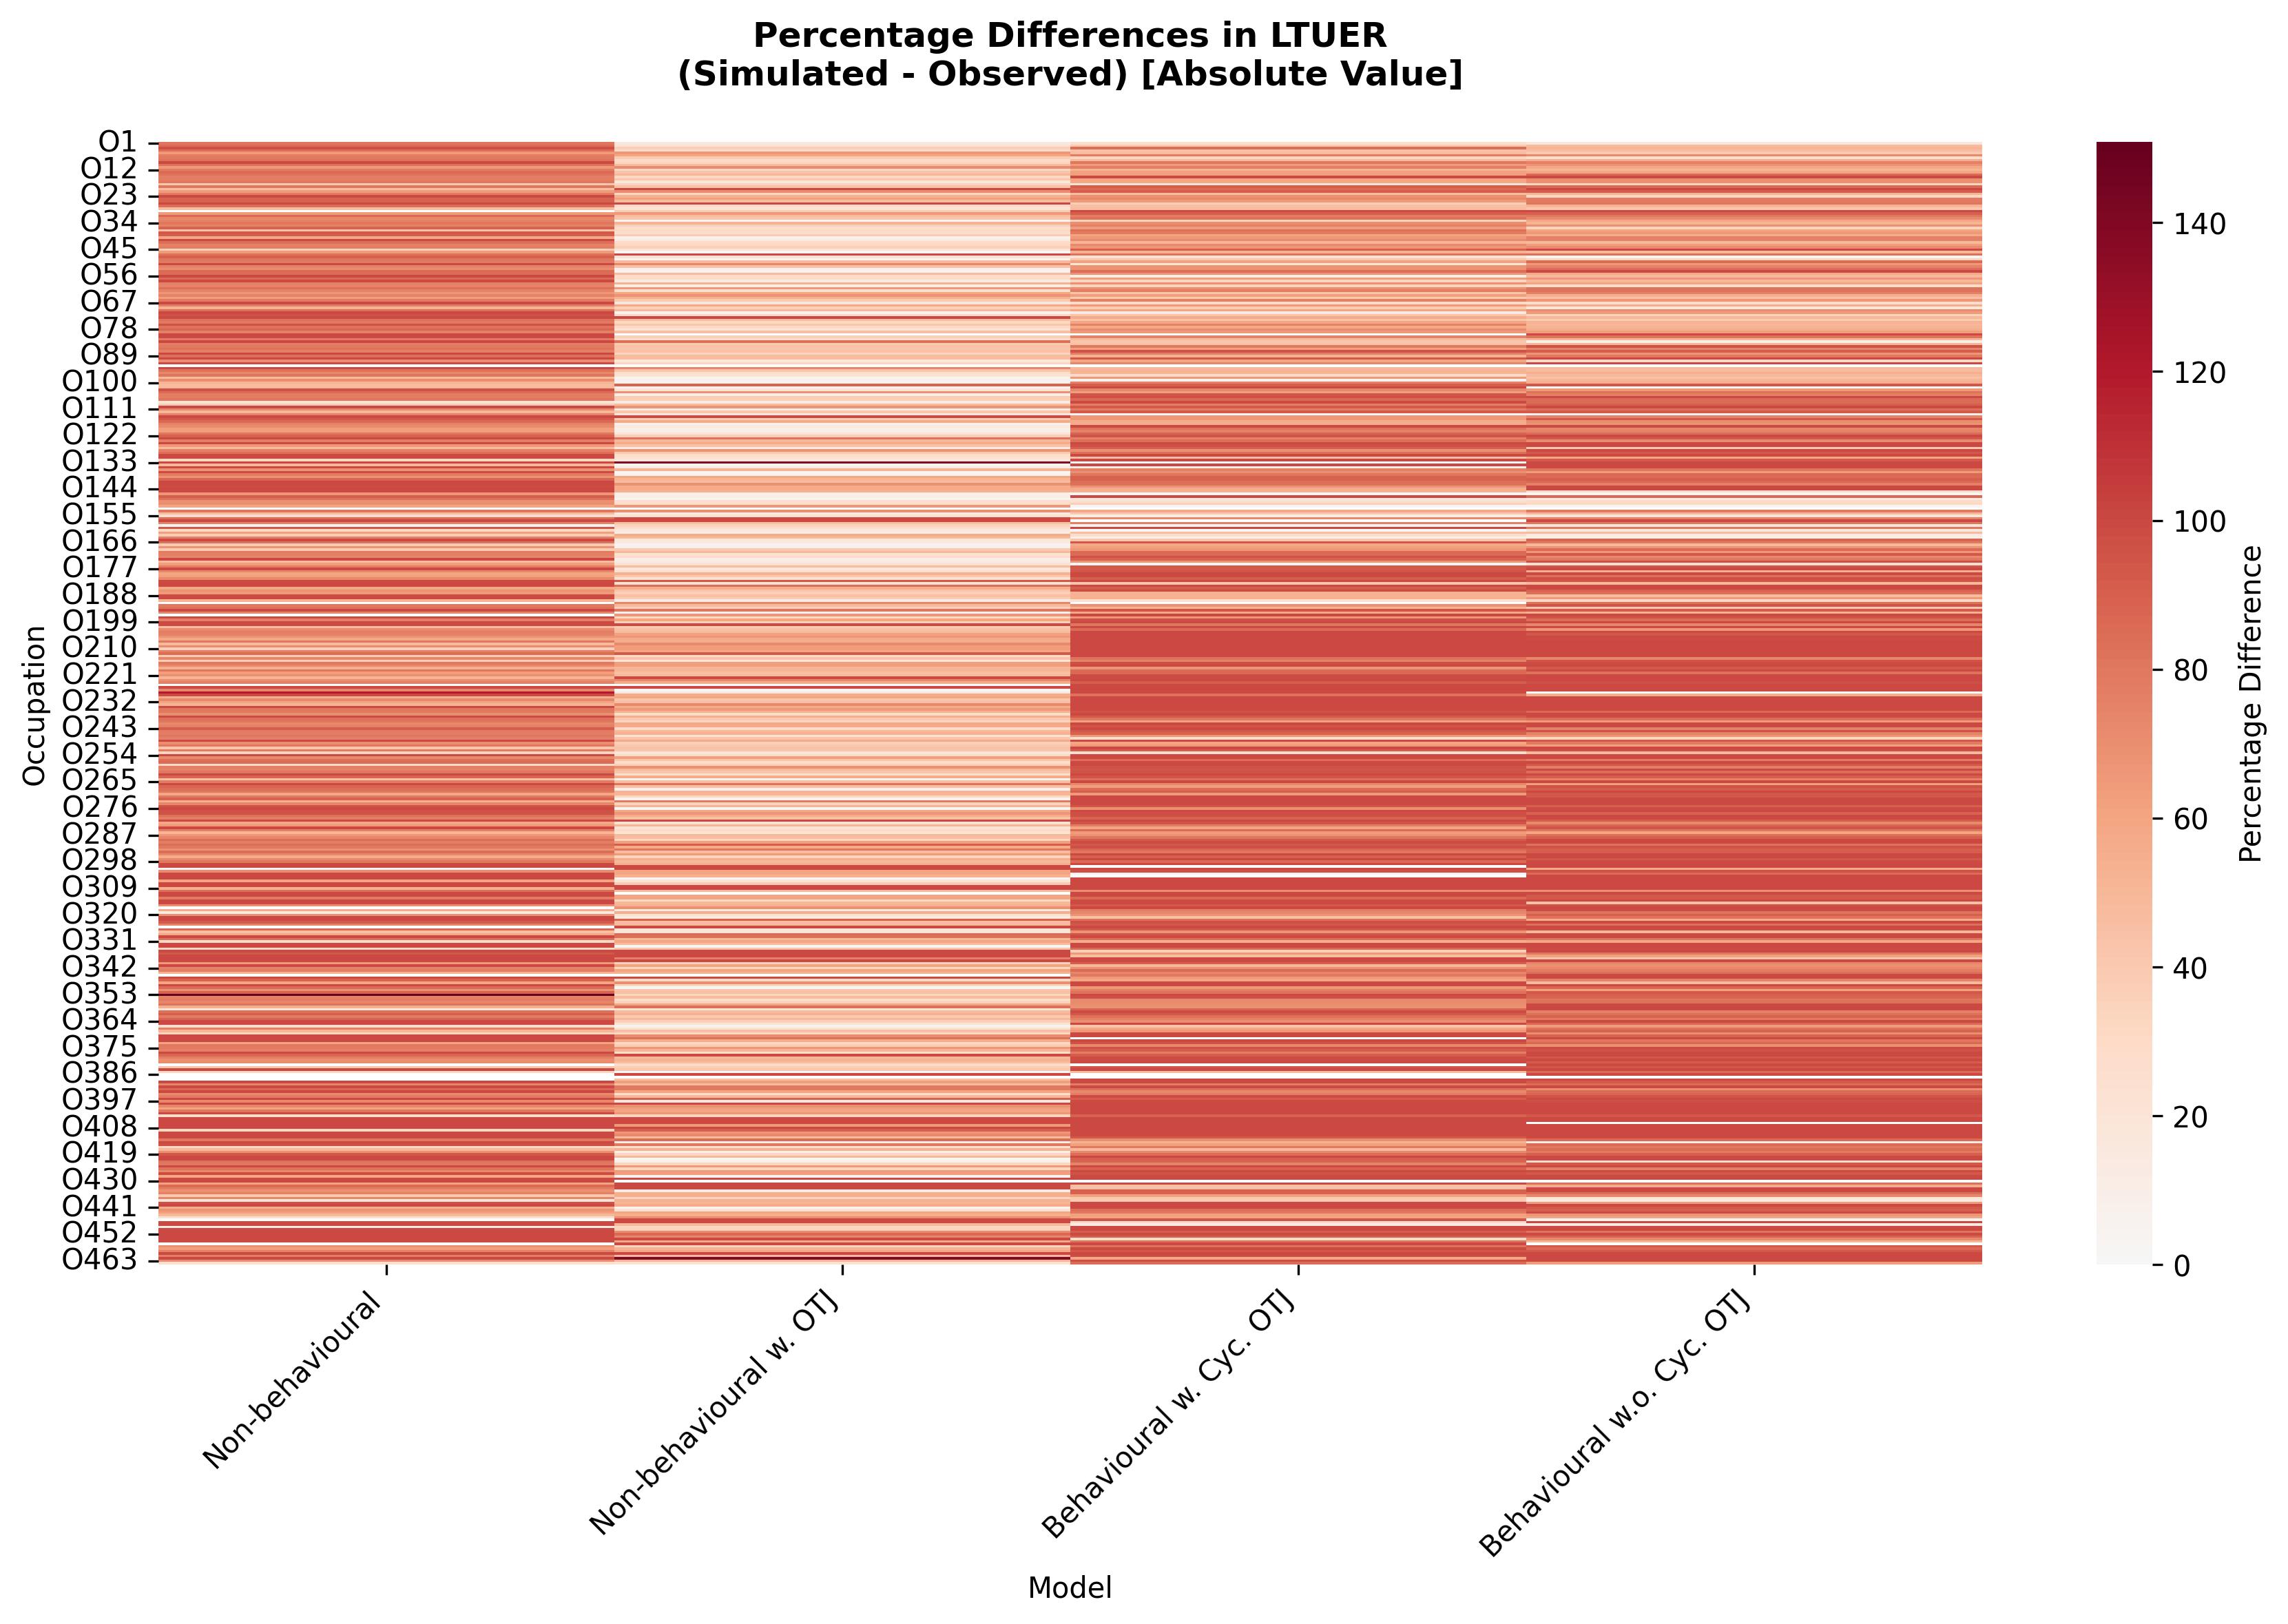 Percentage Differences in LTUER
(Simulated - Observed) [Absolute Value]
Occupation
O1
O12
O23
O34
O45
O56
O67
O78
O89
O100
O111
O122
O133
O144
O155
O166
O177
O188
O199
O210
O221
O232
O243
O254
O265
O276
O287
O298
O309
O320
O331
O342
O353
O364
O375
O386
O397
O408
O419
O430
O441
O452
O463
Non-behavioural
Non-behavioural w. OTJ
Behavioural w. Cyc. OTJ
Behavioural w.o. Cyc. OTJ
Model
140
120
100
80
60
40
20
0
Percentage Difference